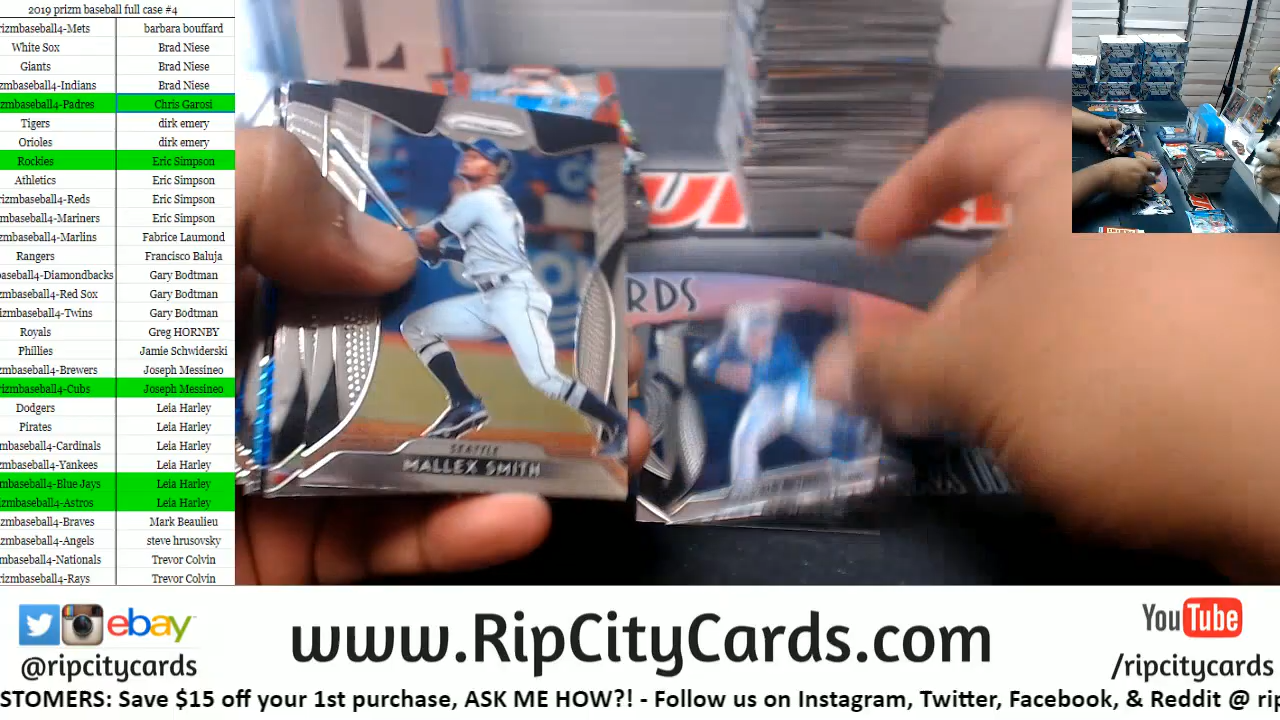 2019 prizm baseball full case #4
rizmbaseball4-Mets barbara bouffard
White Sox Brad Niese
Giants Brad Niese
zmbaseball4-Indians Brad Niese
zmbaseball4-Padres Chris Garosi
Tigers dirk emery
Orioles dirk emery
Rockies Eric Simpson
Athletics Eric Simpson
rizmbaseball4-Reds Eric Simpson
mbaseball4-Mariners Eric Simpson
zmbaseball4-Marlins Fabrice Laumond
Rangers Francisco Baluja
baseball4-Diamondbacks Gary Bodtman
mbaseball4-Red Sox Gary Bodtman
izmbaseball4-Twins Gary Bodtman
Royals Greg HORNBY
Phillies Jamie Schwiderski
zmbaseball4-Brewers Joseph Messineo
rizmbaseball4-Cubs Joseph Messineo
Dodgers Leia Harley
Pirates Leia Harley
mbaseball4-Cardinals Leia Harley
zmbaseball4-Yankees Leia Harley
mbaseball4-Blue Jays Leia Harley
izmbaseball4-Astros Leia Harley
zmbaseball4-Braves Mark Beaulieu
zmbaseball4-Angels steve hrusovsky
mbaseball4-Nationals Trevor Colvin
izmbaseball4-Rays Trevor Colvin
RDS
SEATTLE
MALLEX SMITH
ebay
@ripcitycards
www.RipCityCards.com
YouTube
/ripcitycards
STOMERS: Save $15 off your 1st purchase, ASK ME HOW?! - Follow us on Instagram, Twitter, Facebook, & Reddit @ rip